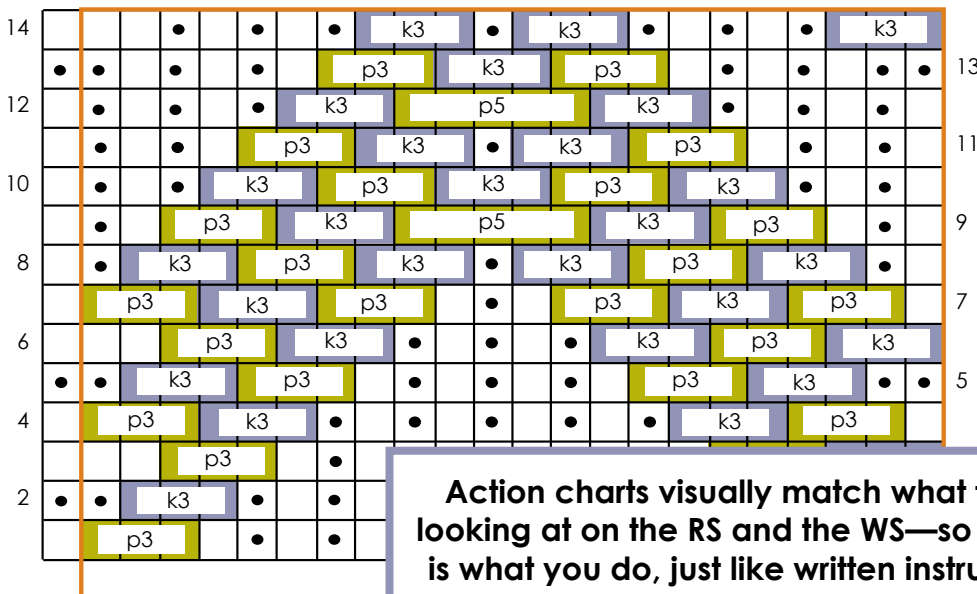 14 k3 k3 k3
p3 k3 p3 13
12 k3 p5 k3
p3 k3 k3 p3 11
10 k3 p3 k3 p3 k3
p3 k3 p5 k3 p3 9
8 k3 p3 k3 k3 p3 k3
p3 k3 p3 p3 k3 p3 7
6 p3 k3 k3 p3 k3
k3 p3 p3 k3 5
4 p3 k3 k3 p3
p3
2 k3
p3
Action charts visually match what
looking at on the RS and the WS—so
is what you do, just like written instru